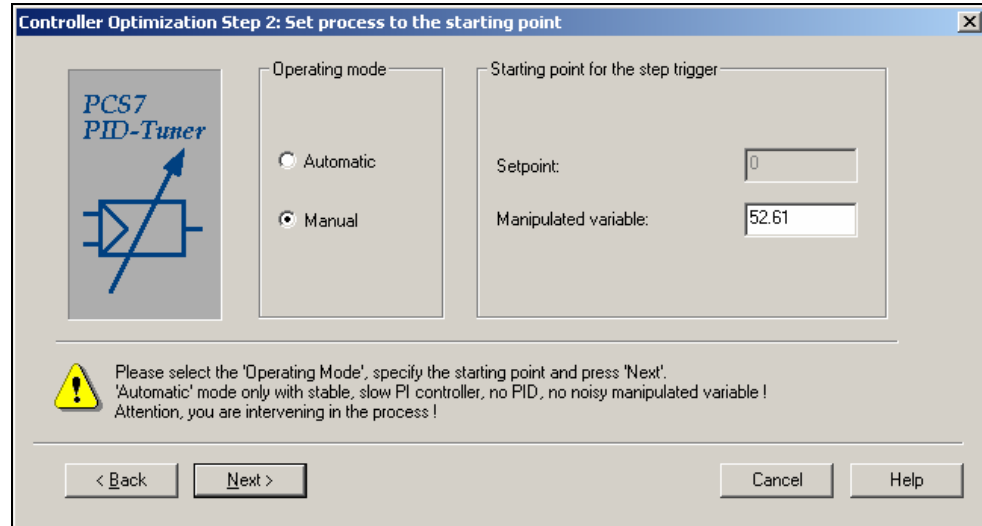 Controller Optimization Step 2: Set process to the starting point
PCS7
PID-Tuner
Operating mode
Automatic
Manual
Starting point for the step trigger
Setpoint:
0
Manipulated variable:
52.61
Please select the 'Operating Mode', specify the starting point and press 'Next'.
'Automatic' mode only with stable, slow PI controller, no PID, no noisy manipulated variable !
Attention, you are intervening in the process !
< Back
Next >
Cancel
Help